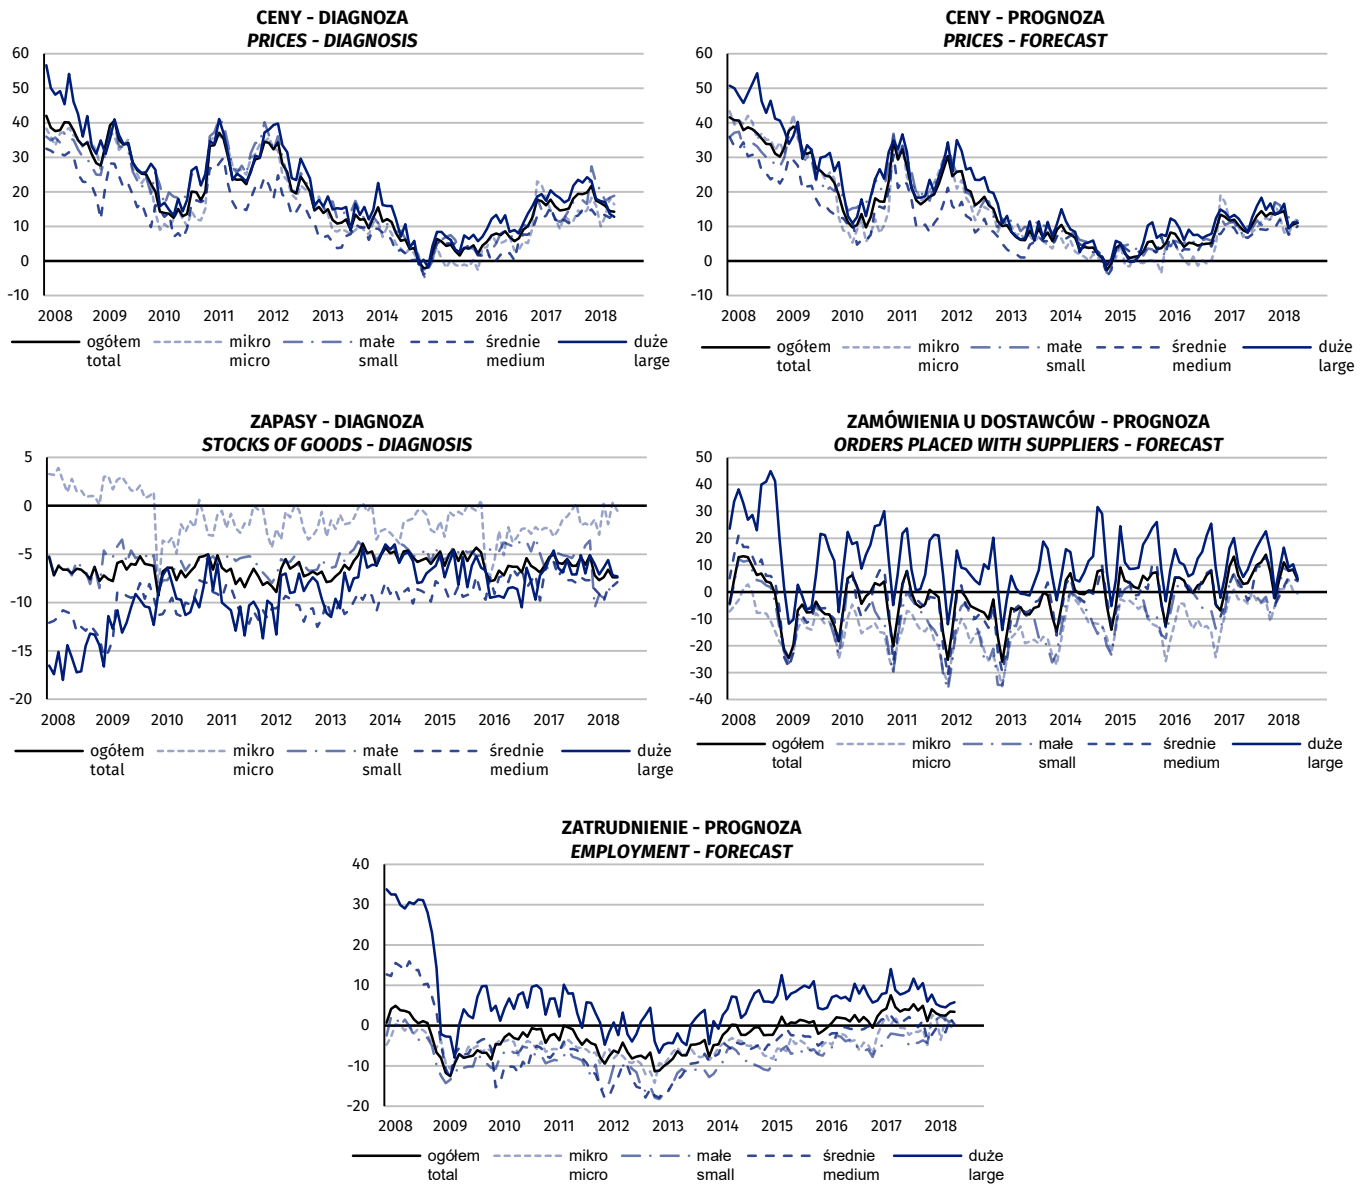 CENY - DIAGNOZA
PRICES - DIAGNOSIS
60
50
40
30
20
10
0
-10
2008 2009 2010 2011 2012 2013 2014 2015 2016 2017 2018
ogółem mikro małe średnie duże
total micro small medium large
CENY - PROGNOZA
PRICES - FORECAST
60
50
40
30
20
10
0
-10
2008 2009 2010 2011 2012 2013 2014 2015 2016 2017 2018
ogółem mikro małe średnie duże
total micro small medium large
ZAPASY - DIAGNOZA
STOCKS OF GOODS - DIAGNOSIS
5
0
-5
-10
-15
-20
2008 2009 2010 2011 2012 2013 2014 2015 2016 2017 2018
ogółem mikro małe średnie duże
total micro small medium large
ZAMÓWIENIA U DOSTAWCÓW - PROGNOZA
ORDERS PLACED WITH SUPPLIERS - FORECAST
50
40
30
20
10
0
-10
-20
-30
-40
2008 2009 2010 2011 2012 2013 2014 2015 2016 2017 2018
ogółem mikro małe średnie duże
total micro small medium large
ZATRUDNIENIE - PROGNOZA
EMPLOYMENT - FORECAST
40
30
20
10
0
-10
-20
2008 2009 2010 2011 2012 2013 2014 2015 2016 2017 2018
ogółem mikro małe średnie duże
total micro small medium large